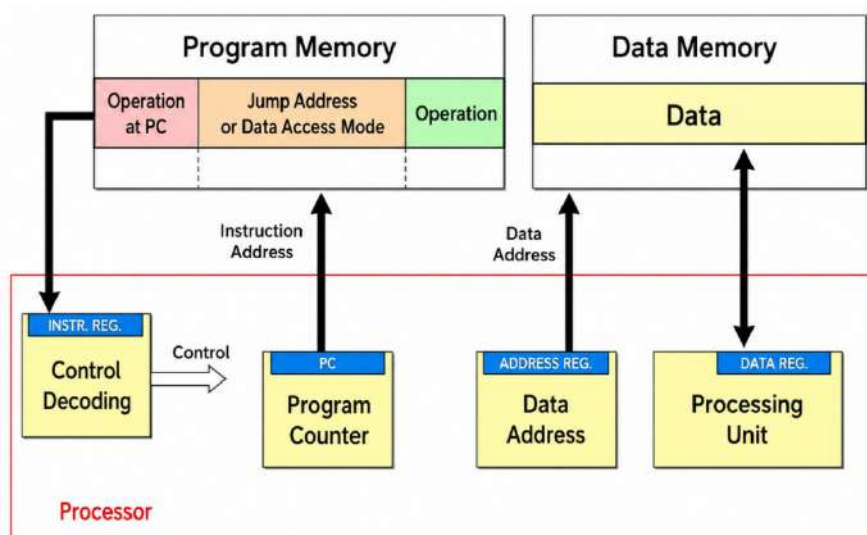 Program Memory
Operation
at PC
Jump Address
or Data Access Mode
Operation
Data Memory
Data
Instruction
Address
Data
Address
INSTR. REG.
Control
Decoding
Control
PC
Program
Counter
ADDRESS REG.
Data
Address
DATA REG.
Processing
Unit
Processor